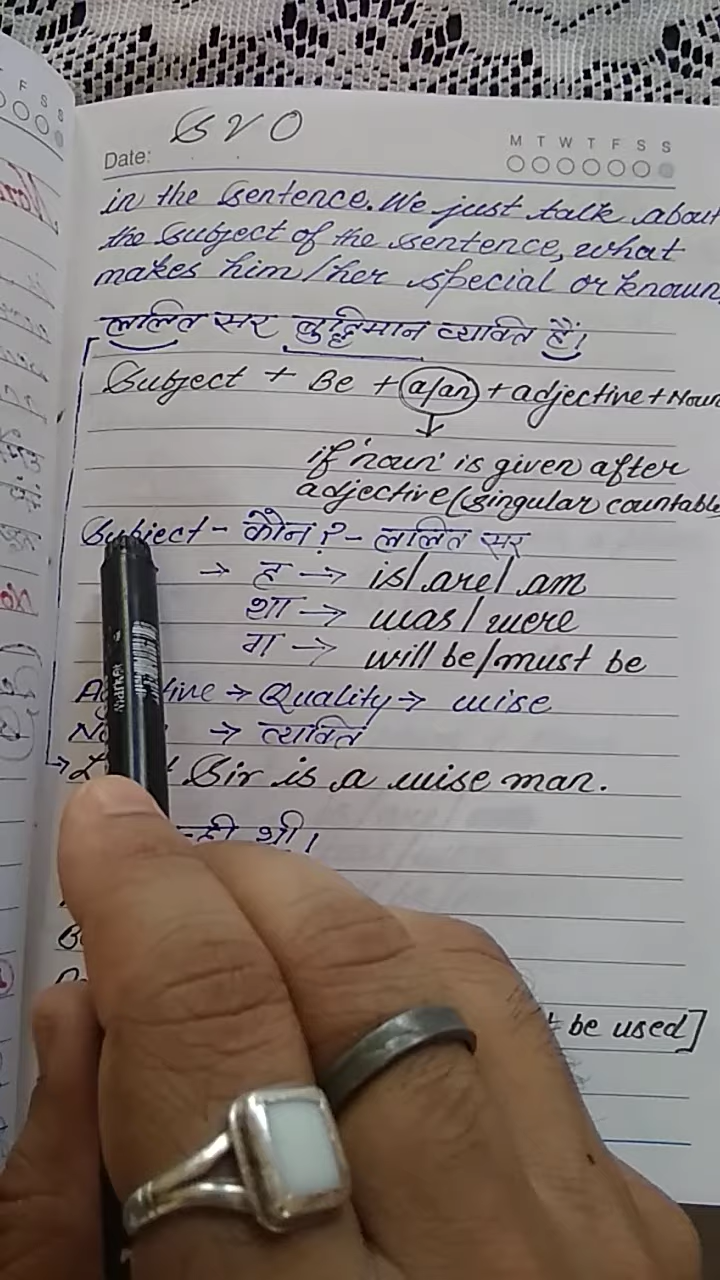 SVO
Date:
M T W T F S S
F S S
in the sentence. We just talk about
the subject of the sentence, what
makes him/her special or known
ललित सर बुद्धिमान व्यक्ति हैं।
Subject + Be + a/an + adjective + Noun
if 'noun' is given after
adjective (singular countable
Subject - कौन? - ललित सर
→ ह → is/are/am
था → was/were
गा → will be/must be
→ Quality → wise
→ व्यक्ति
Sir is a wise man.
थी।
be used]